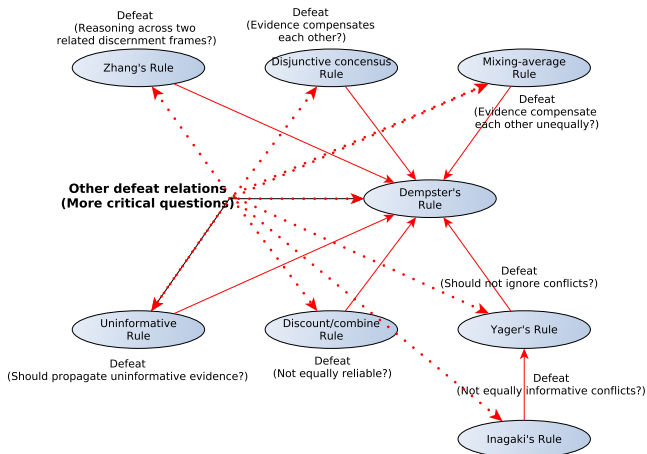 Defeat
(Reasoning across two
related discernment frames?)
Zhang's Rule
Defeat
(Evidence compensates
each other?)
Disjunctive concensus
Rule
Mixing-average
Rule
Defeat
(Evidence compensate
each other unequally?)
Other defeat relations
(More critical questions)
Dempster's
Rule
Defeat
(Should not ignore conflicts?)
Uninformative
Rule
Defeat
(Should propagate uninformative evidence?)
Discount/combine
Rule
Defeat
(Not equally reliable?)
Yager's Rule
Defeat
(Not equally informative conflicts?)
Inagaki's Rule